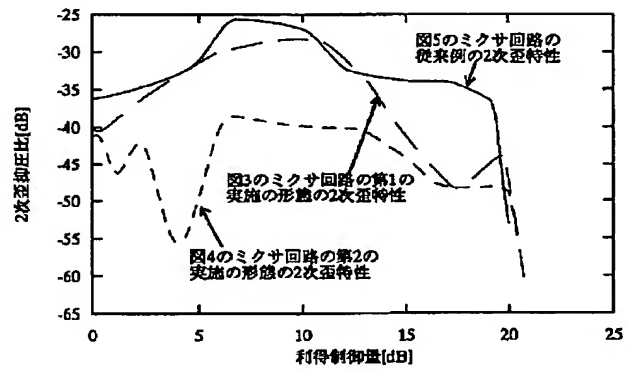 -25
-30
-35
-40
-45
-50
-55
-60
-65
2次歪抑圧比[dB]
図5のミクサ回路の
従来例の2次歪特性
図3のミクサ回路の第1の
実施の形態の2次歪特性
図4のミクサ回路の第2の
実施の形態の2次歪特性
0
5
10
15
20
25
利得制御量[dB]